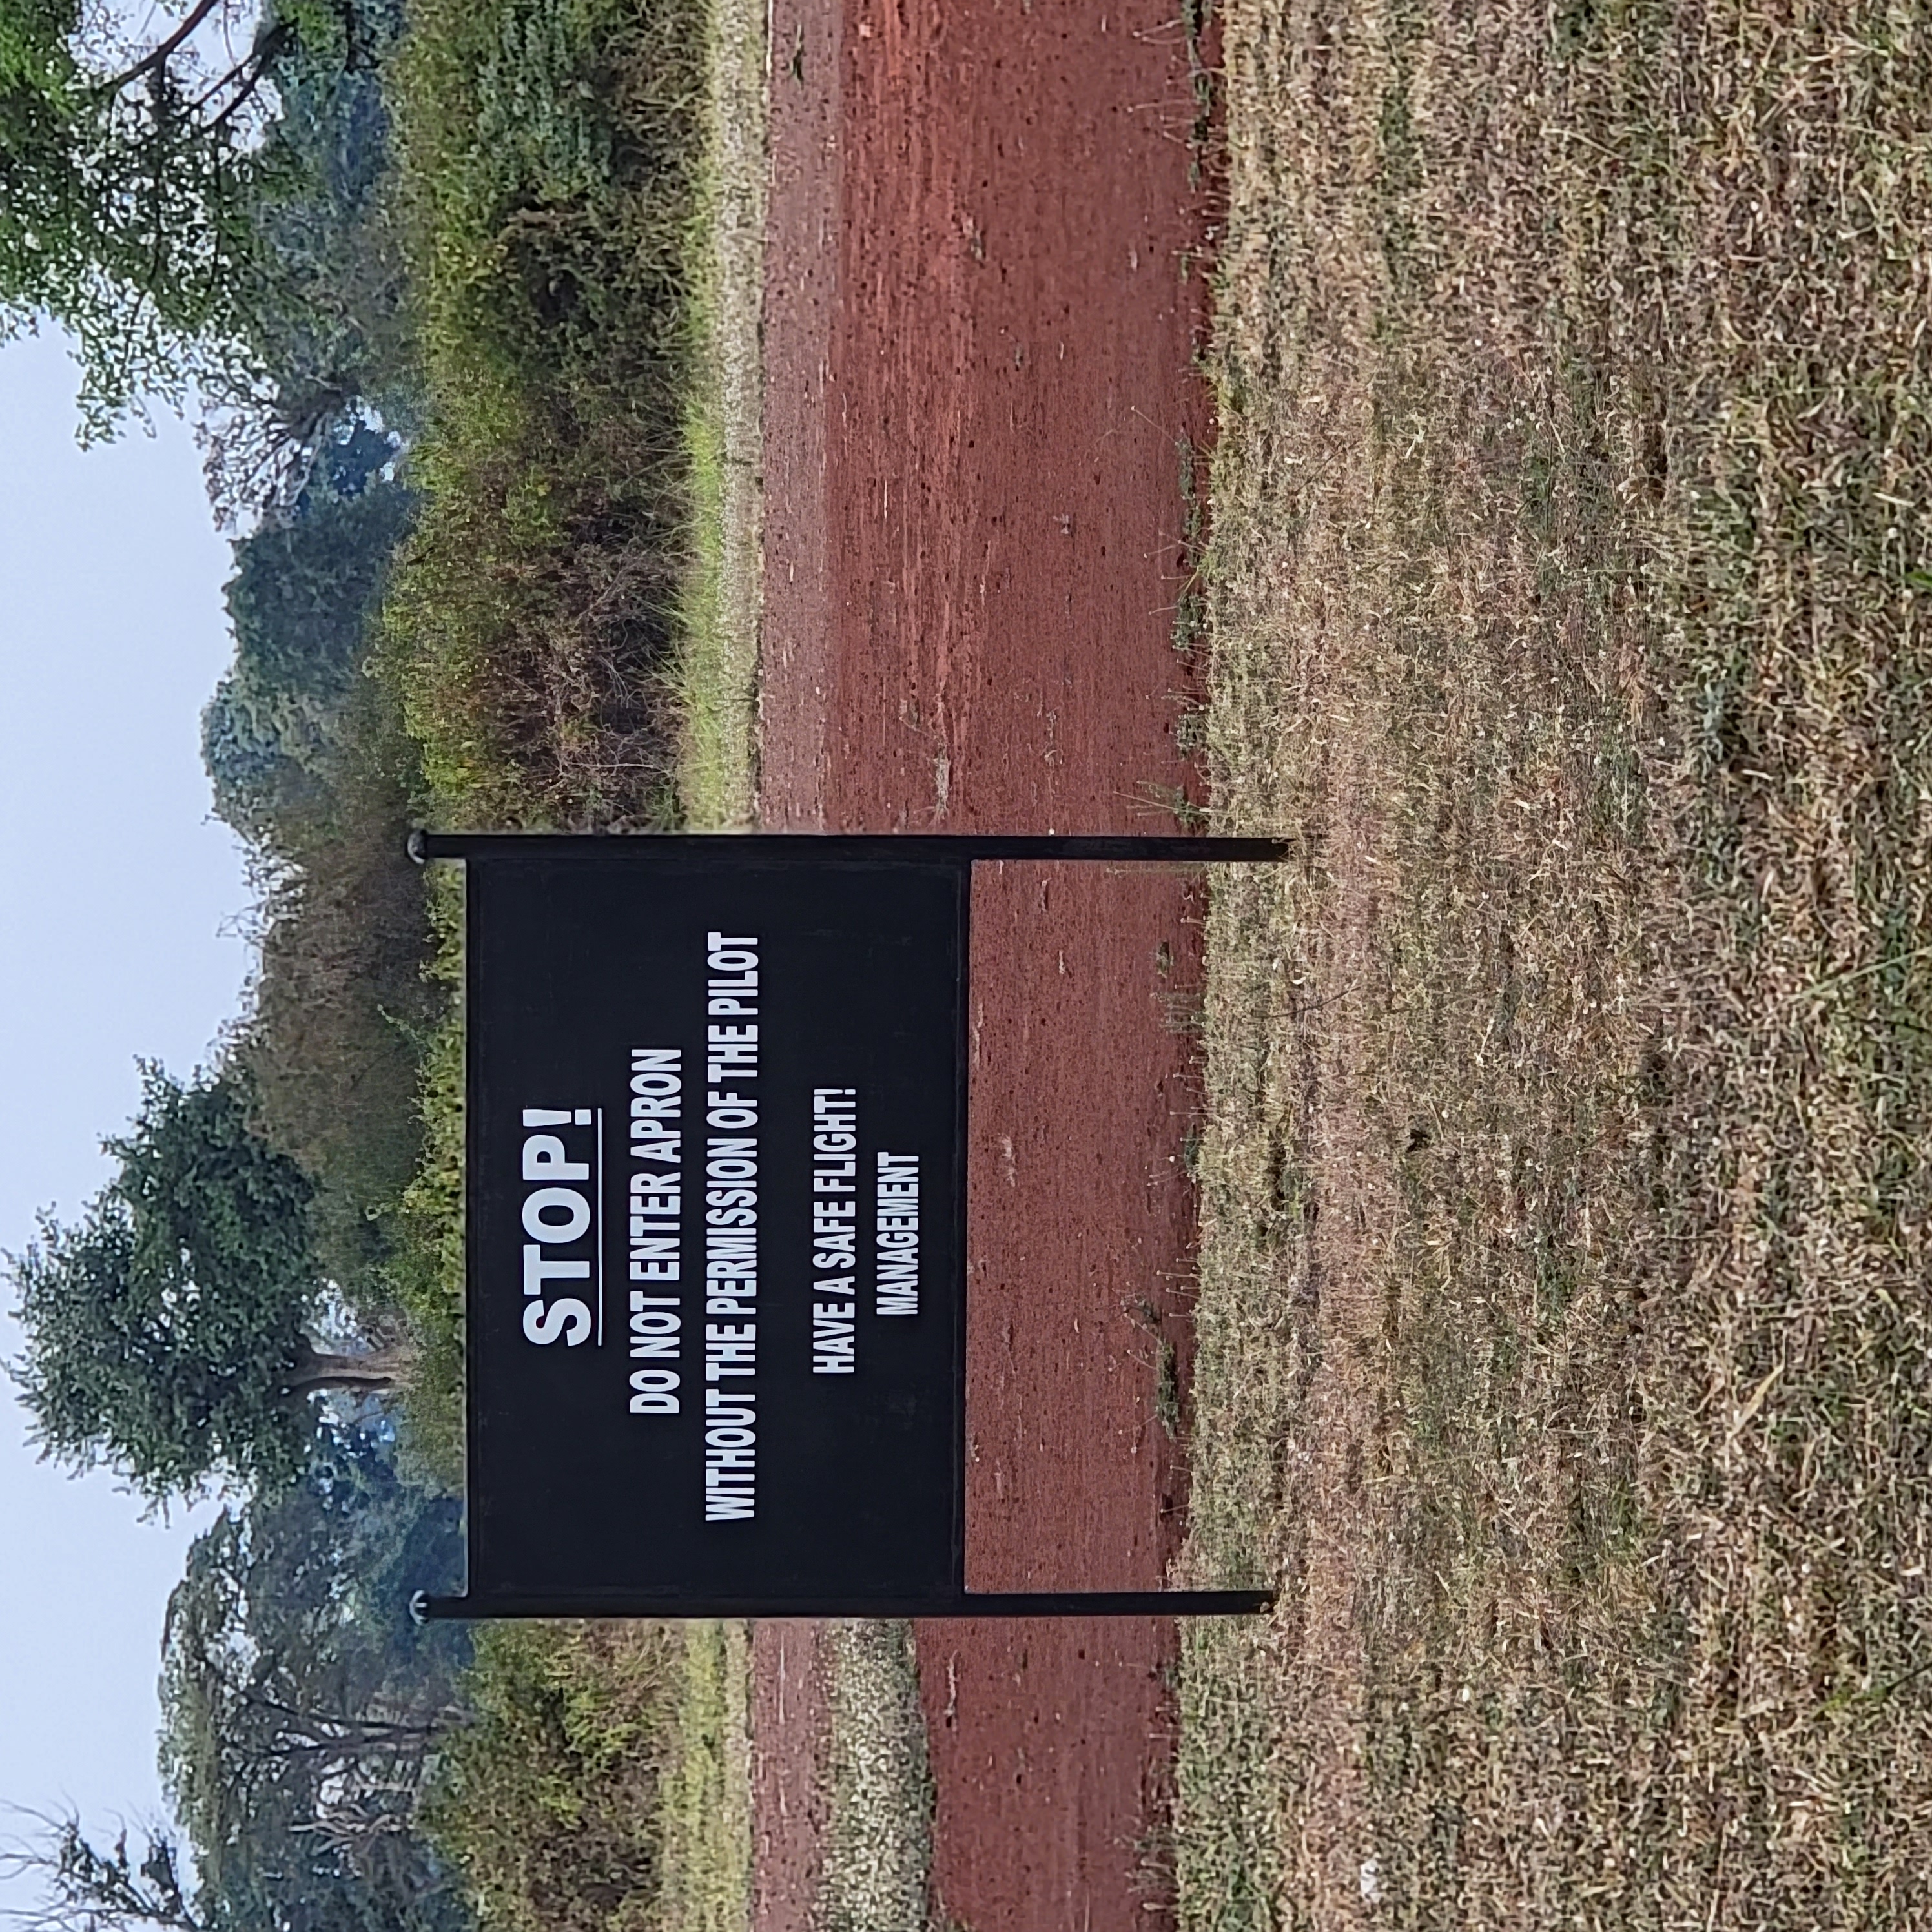 STOP!
DO NOT ENTER APRON
WITHOUT THE PERMISSION OF THE PILOT
HAVE A SAFE FLIGHT!
MANAGEMENT